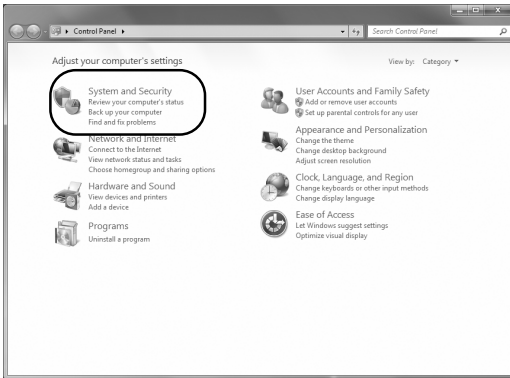 Control Panel
Search Control Panel
Adjust your computer's settings
View by: Category
System and Security
Review your computer's status
Back up your computer
Find and fix problems
Network and Internet
Connect to the Internet
View network status and tasks
Choose homegroup and sharing options
Hardware and Sound
View devices and printers
Add a device
Programs
Uninstall a program
User Accounts and Family Safety
Add or remove user accounts
Set up parental controls for any user
Appearance and Personalization
Change the theme
Change desktop background
Adjust screen resolution
Clock, Language, and Region
Change keyboards or other input methods
Change display language
Ease of Access
Let Windows suggest settings
Optimize visual display